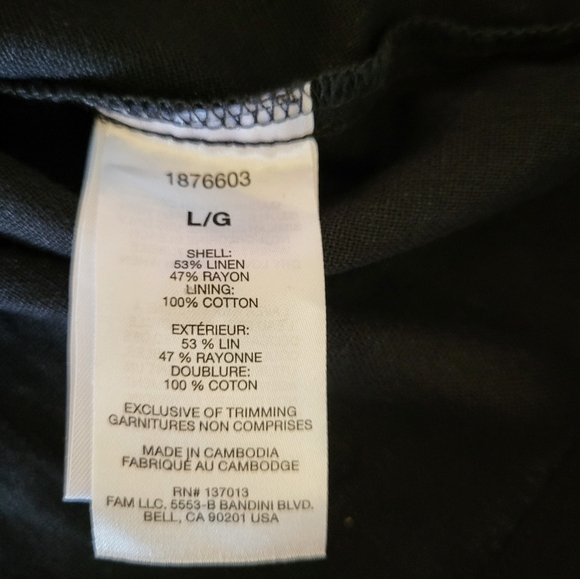 1876603
L/G
SHELL:
53% LINEN
47% RAYON
LINING:
100% COTTON
EXTÉRIEUR:
53 % LIN
47 % RAYONNE
DOUBLURE:
100 % COTON
EXCLUSIVE OF TRIMMING
GARNITURES NON COMPRISES
MADE IN CAMBODIA
FABRIQUÉ AU CAMBODGE
RN# 137013
FAM LLC. 5553-B BANDINI BLVD.
BELL, CA 90201 USA